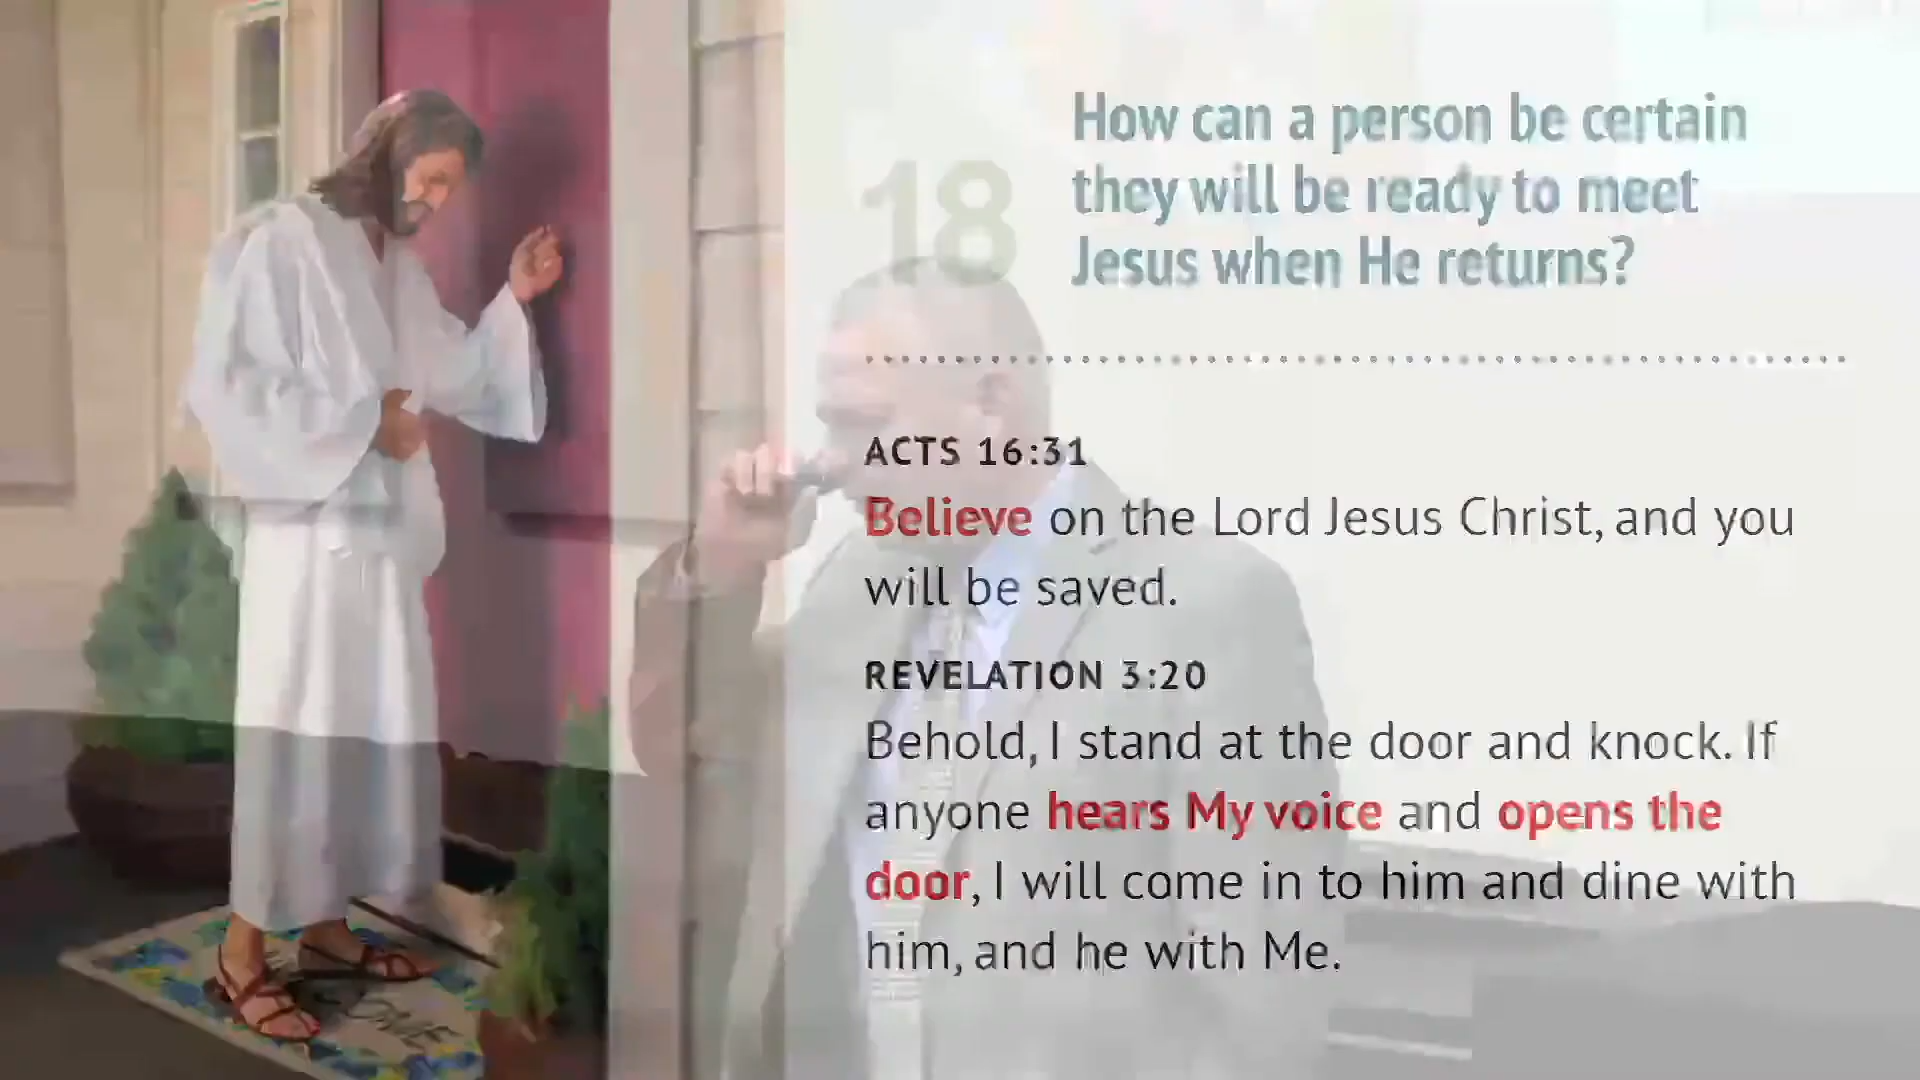 18
How can a person be certain
they will be ready to meet
Jesus when He returns?
ACTS 16:31
Believe on the Lord Jesus Christ, and you
will be saved.
REVELATION 3:20
Behold, I stand at the door and knock. If
anyone hears My voice and opens the
door, I will come in to him and dine with
him, and he with Me.